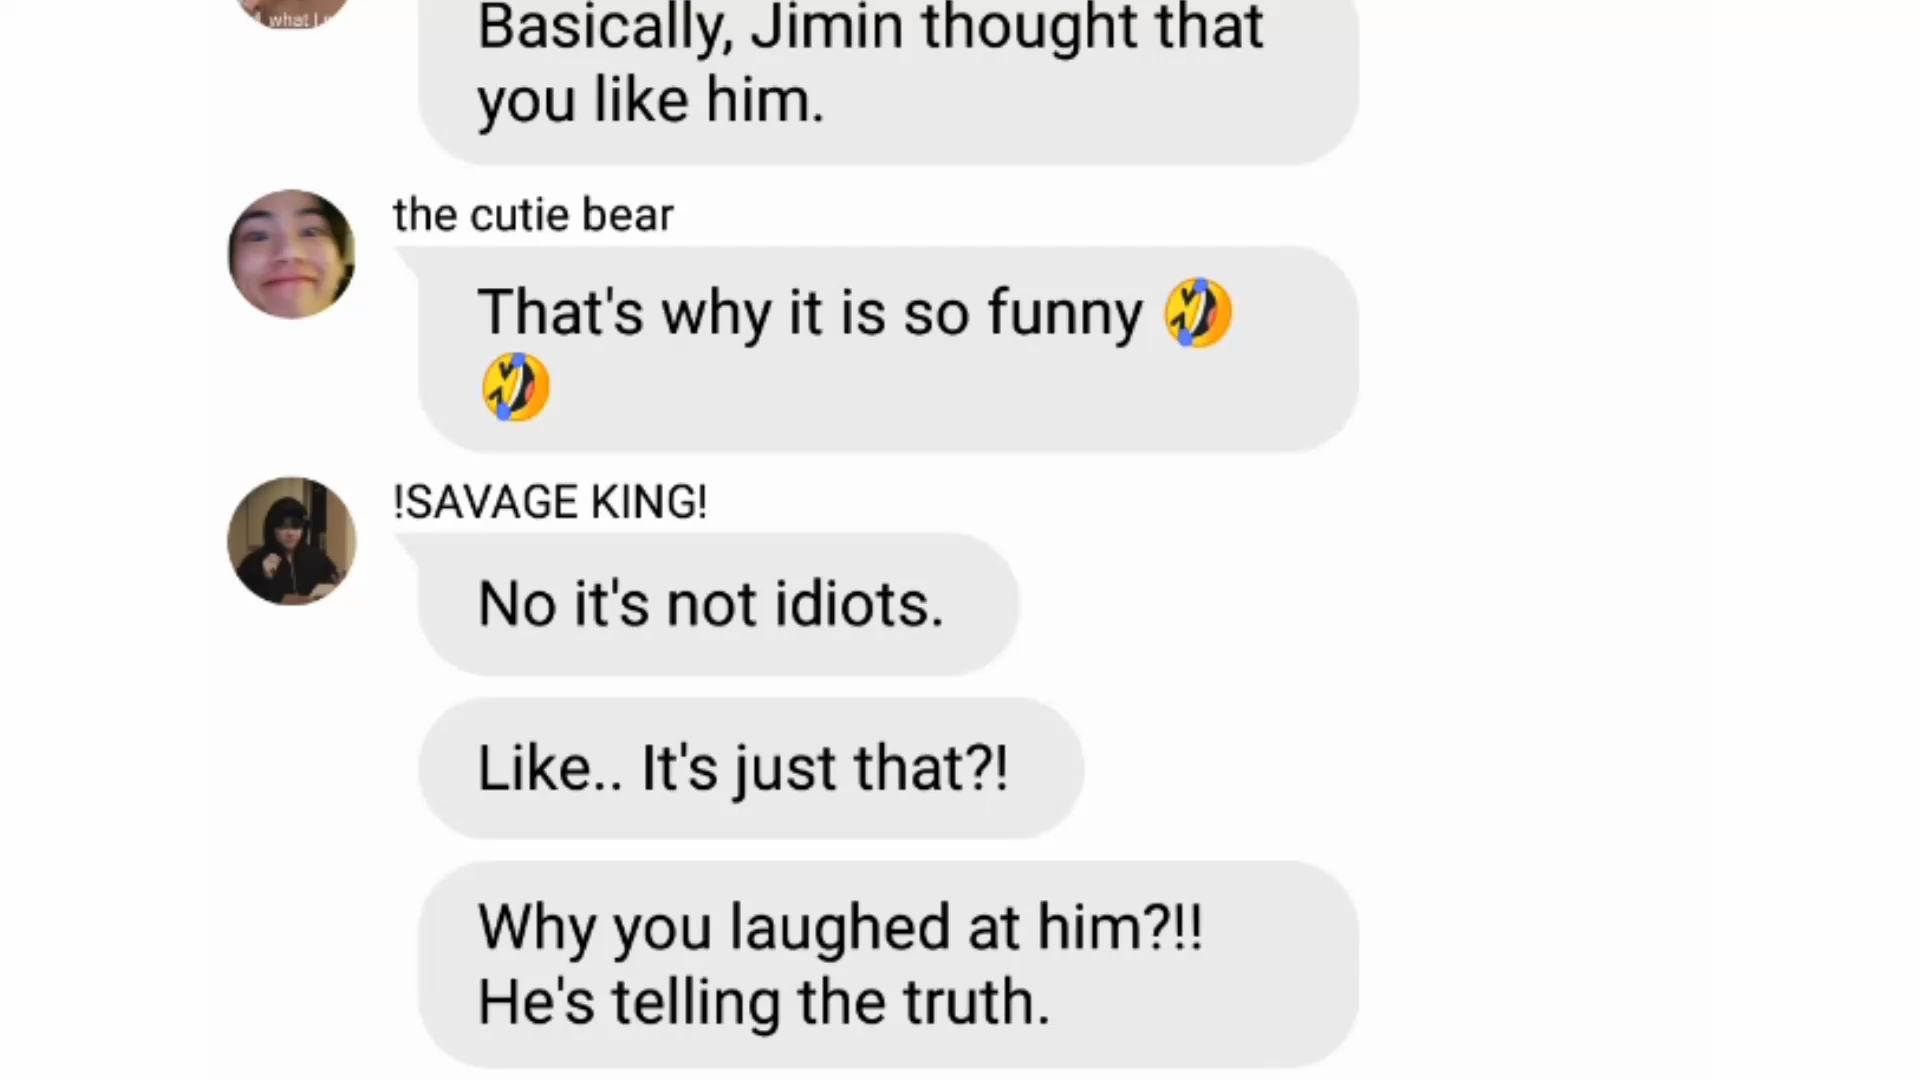 what I
Basically, Jimin thought that
you like him.
the cutie bear
That's why it is so funny 🤣
🤣
!SAVAGE KING!
No it's not idiots.
Like.. It's just that?!
Why you laughed at him?!!
He's telling the truth.